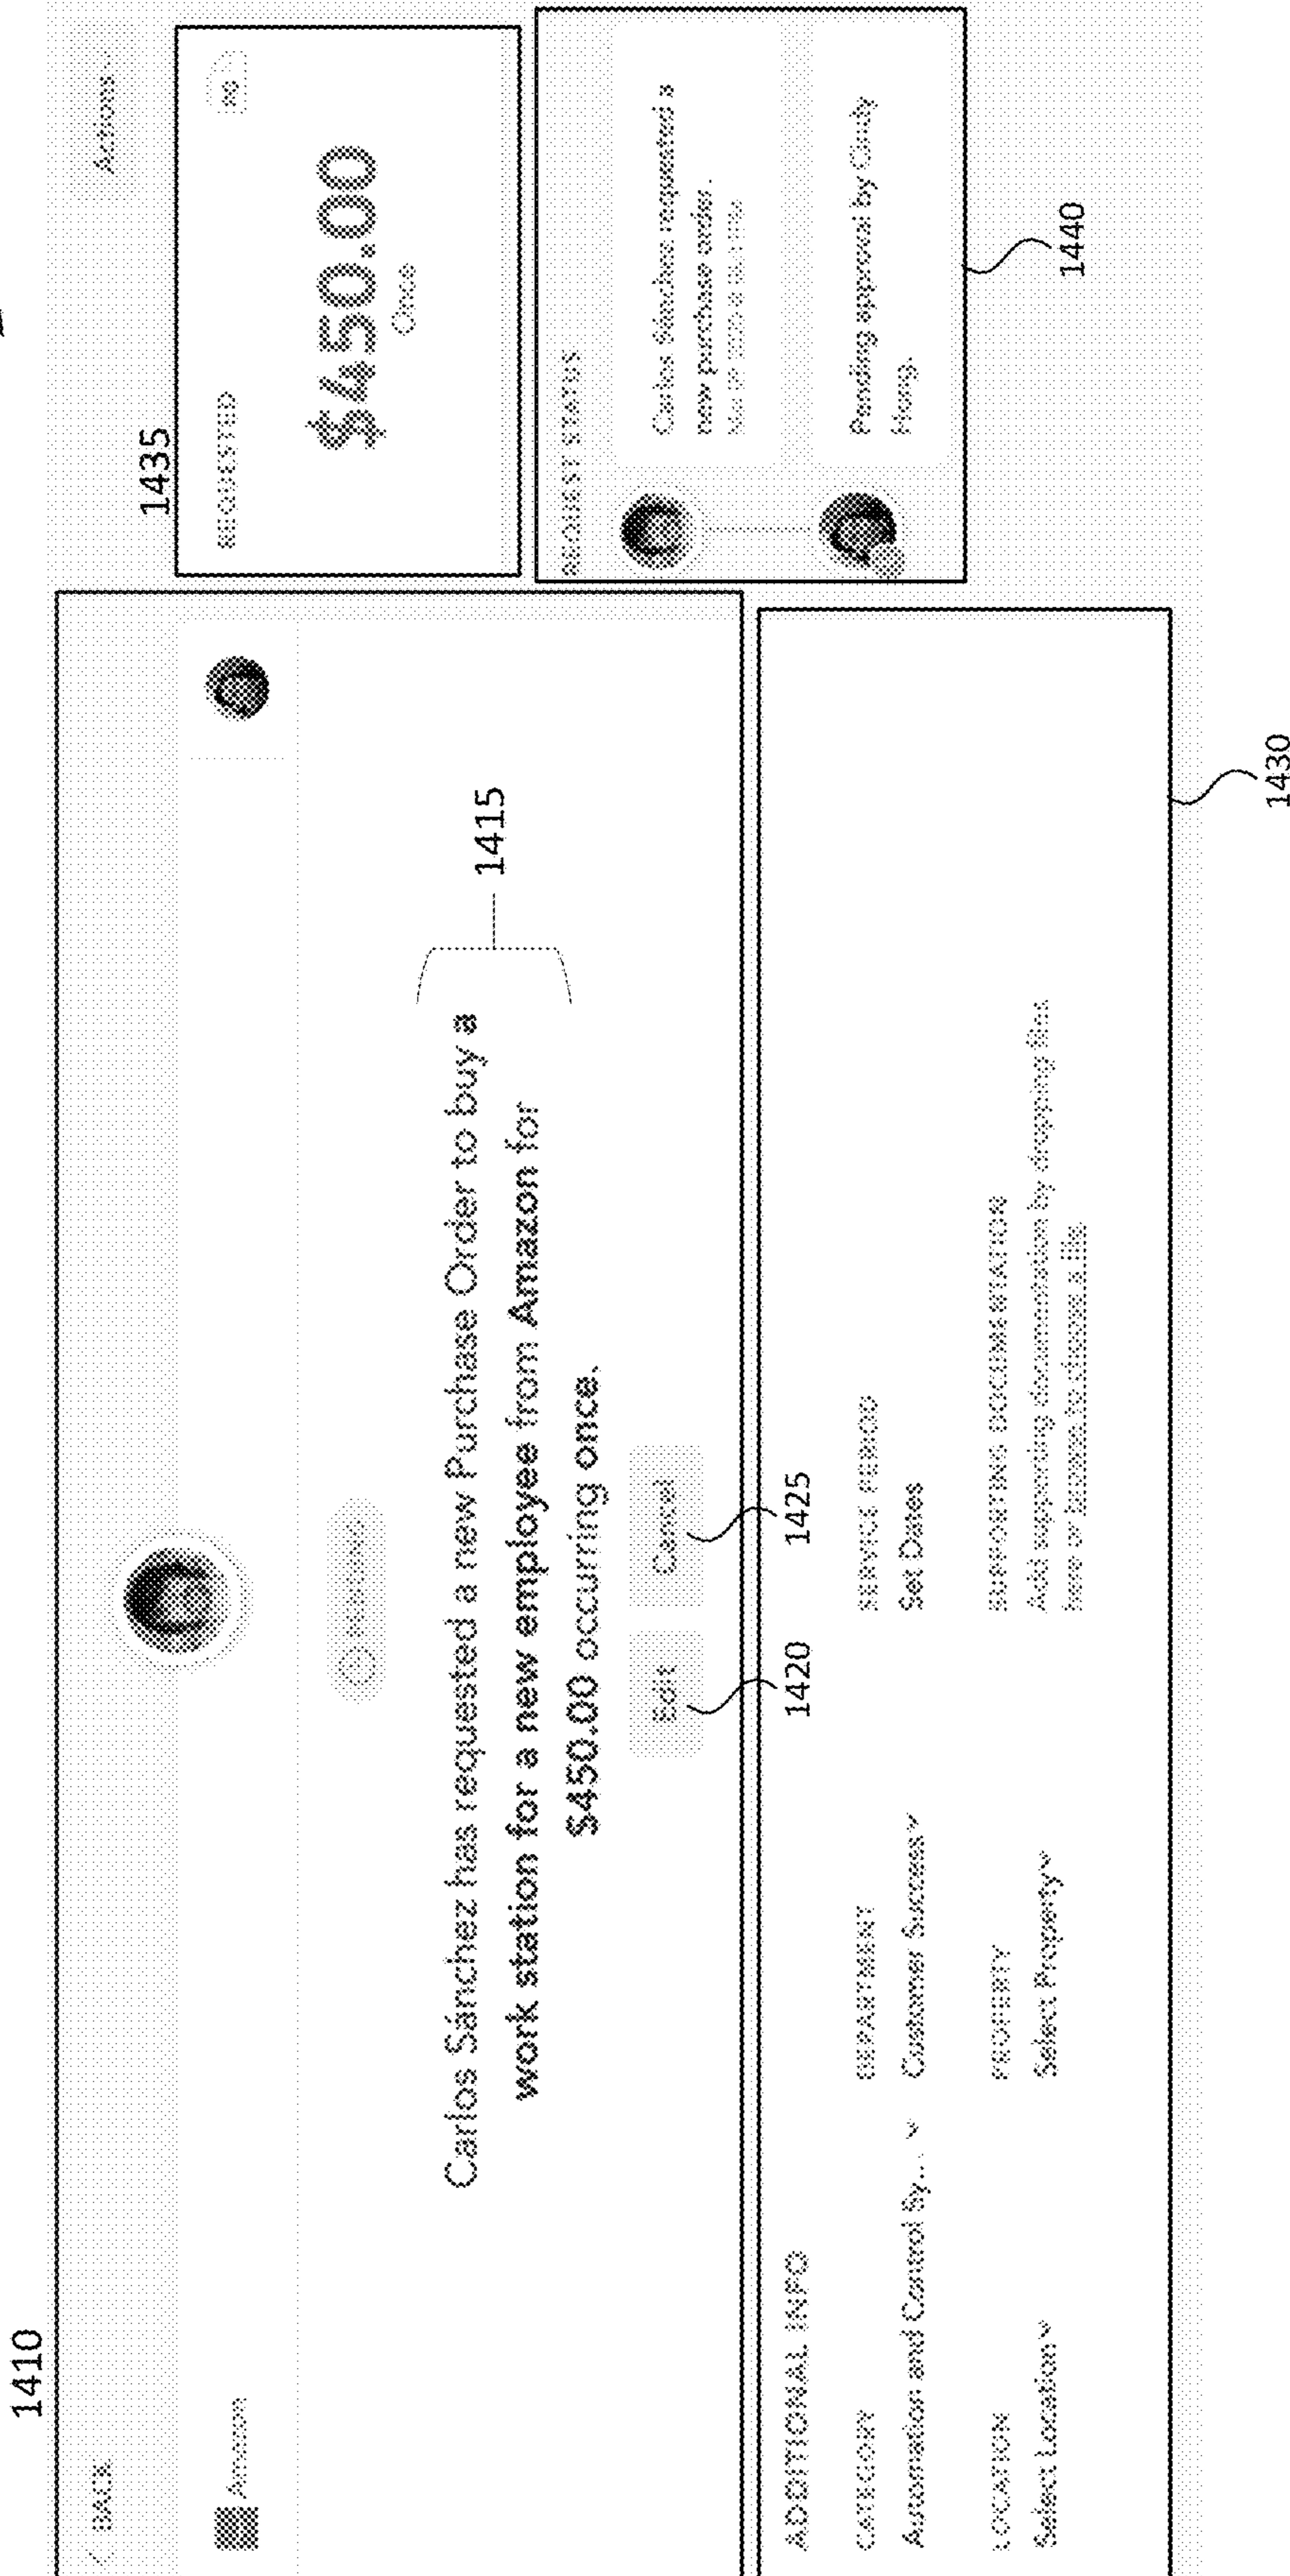 1410
BACK
Actions
Amazon
Requested
Carlos Sánchez has requested a new Purchase Order to buy a
work station for a new employee from Amazon for
$450.00 occurring once.
1415
Edit
Cancel
1420
1425
1435
REQUESTED
PO
$450.00
Once
REQUEST STATUS
Carlos Sánchez requested a
new purchase order.
Pending approval by Cindy
Hong.
1440
ADDITIONAL INFO
CATEGORY
Automation and Control Sy...
DEPARTMENT
Customer Success
SERVICE PERIOD
Set Dates
LOCATION
Select Location
PROPERTY
Select Property
SUPPORTING DOCUMENTATION
Add supporting documentation by dropping files
here or browse to choose a file.
1430